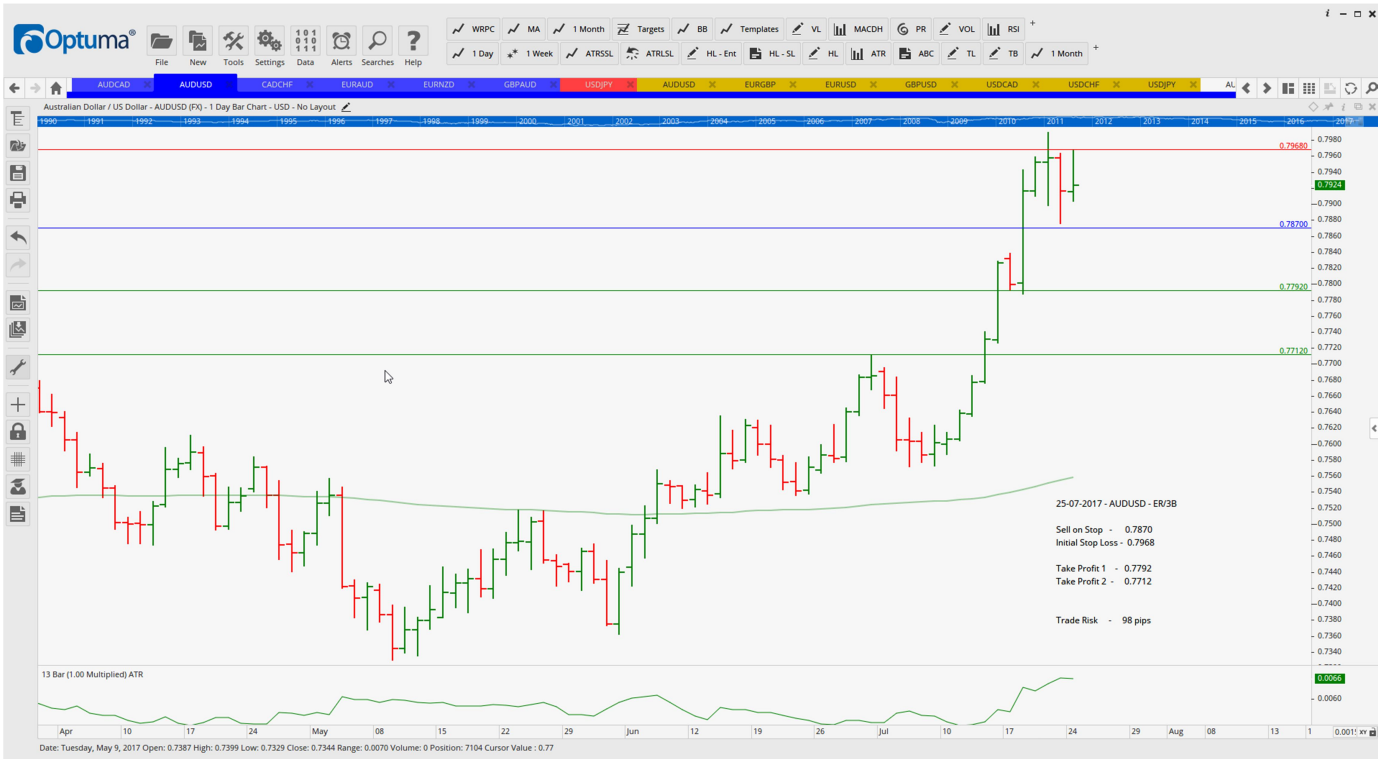 Optuma®
File New Tools Settings Data Alerts Searches Help
WRPC MA 1 Month Targets BB Templates VL MACDH PR VOL RSI +
1 Day 1 Week ATRSSL ATRLSL HL - Ent HL - SL HL ATR ABC TL TB 1 Month +
AUDCAD AUDUSD CADCHF EURAUD EURNZD GBPAUD USDJPY AUDUSD EURGBP EURUSD GBPUSD USDCAD USDCHF USDJPY AU
Australian Dollar / US Dollar - AUDUSD (FX) - 1 Day Bar Chart - USD - No Layout
1990 1991 1992 1993 1994 1995 1996 1997 1998 1999 2000 2001 2002 2003 2004 2005 2006 2007 2008 2009 2010 2011 2012 2013 2014 2015 2016
0.7980
0.79680
0.7960
0.7940
0.7924
0.7900
0.7880
0.78700
0.7860
0.7840
0.7820
0.7800
0.77920
0.7780
0.7760
0.7740
0.7720
0.77120
0.7700
0.7680
0.7660
0.7640
0.7620
0.7600
0.7580
0.7560
0.7540
0.7520
0.7500
0.7480
0.7460
0.7440
0.7420
0.7400
0.7380
0.7360
0.7340
25-07-2017 - AUDUSD - ER/3B
Sell on Stop - 0.7870
Initial Stop Loss - 0.7968
Take Profit 1 - 0.7792
Take Profit 2 - 0.7712
Trade Risk - 98 pips
13 Bar (1.00 Multiplied) ATR
0.0066
0.0060
Apr 10 17 24 May 08 15 22 29 Jun 12 19 26 Jul 10 17 24 29 Aug 08 13 1 XY
Date: Tuesday, May 9, 2017 Open: 0.7387 High: 0.7399 Low: 0.7329 Close: 0.7344 Range: 0.0070 Volume: 0 Position: 7104 Cursor Value : 0.77